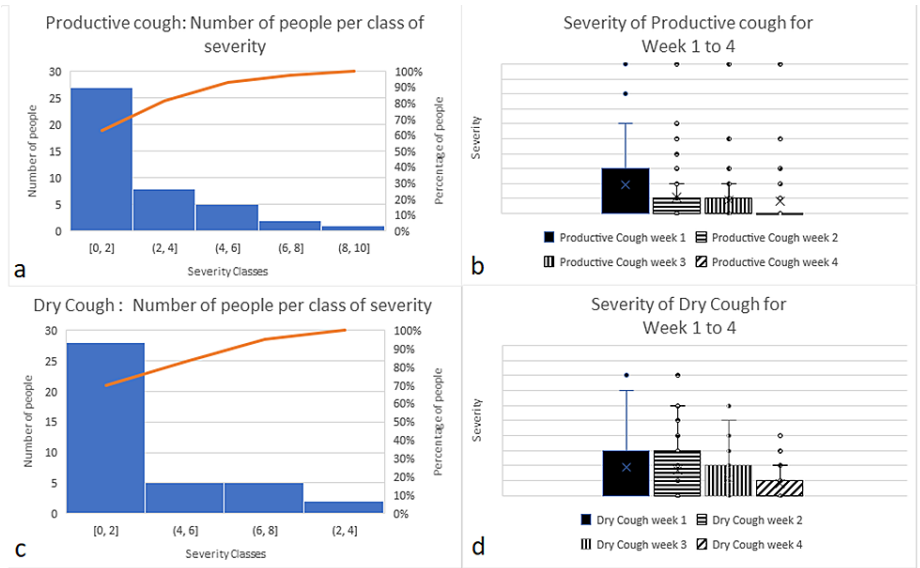 Productive cough: Number of people per class of
severity
30
25
20
15
10
5
0
100%
90%
80%
70%
60%
50%
40%
30%
20%
10%
0%
Number of people
Percentage of people
[0, 2]
(2, 4]
(4, 6]
(6, 8]
(8, 10]
Severity Classes
a
Severity of Productive cough for
Week 1 to 4
Severity
Productive Cough week 1
Productive Cough week 2
Productive Cough week 3
Productive Cough week 4
b
Dry Cough : Number of people per class of severity
30
25
20
15
10
5
0
100%
90%
80%
70%
60%
50%
40%
30%
20%
10%
0%
Number of people
Percentage of people
[0, 2]
(4, 6]
(6, 8]
(2, 4]
Severity Classes
c
Severity of Dry Cough for
Week 1 to 4
Severity
Dry Cough week 1
Dry Cough week 2
Dry Cough week 3
Dry Cough week 4
d